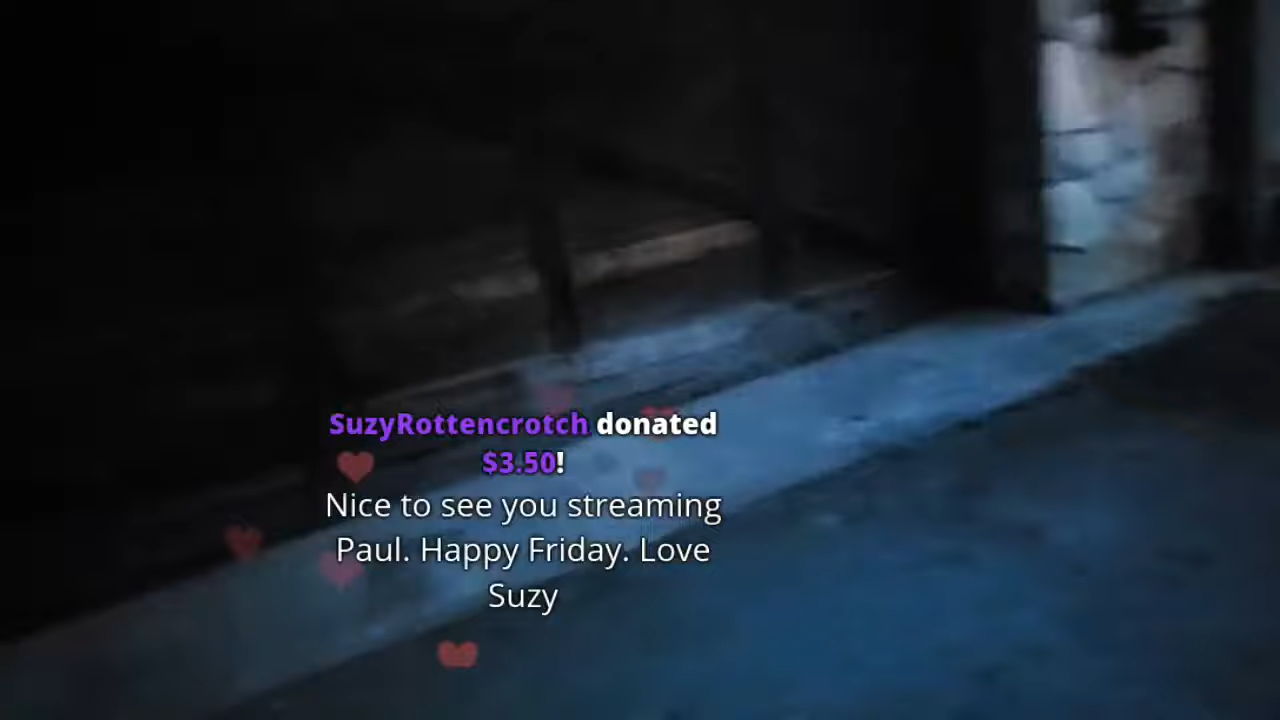 SuzyRottencrotch donated
$3.50!
Nice to see you streaming
Paul. Happy Friday. Love
Suzy